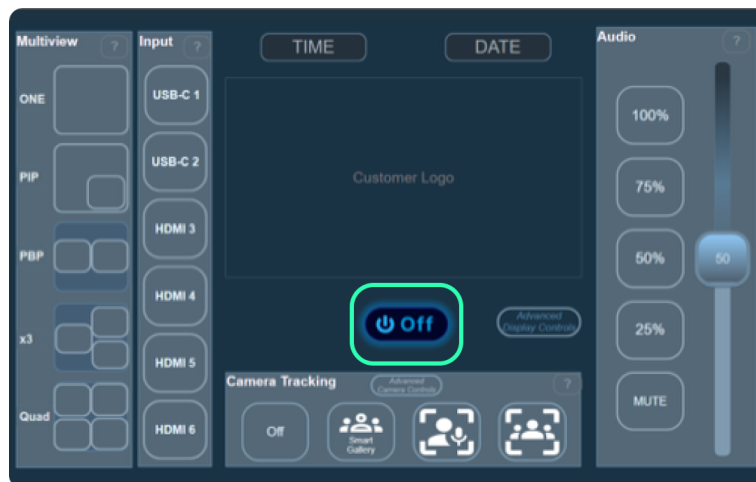 Multiview
?
ONE
PIP
PBP
x3
Quad
Input
?
USB-C 1
USB-C 2
HDMI 3
HDMI 4
HDMI 5
HDMI 6
TIME
DATE
Customer Logo
Off
Advanced
Display Controls
Camera Tracking
Advanced
Camera Controls
?
Off
Smart
Gallery
Audio
?
100%
75%
50%
25%
MUTE
50